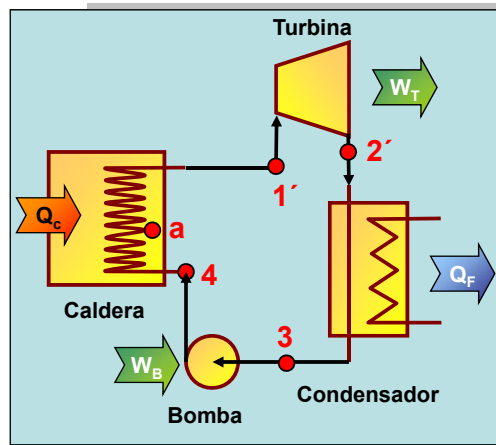 Turbina
W_T
2´
1´
Q_c
a
4
Q_F
Caldera
3
W_B
Condensador
Bomba